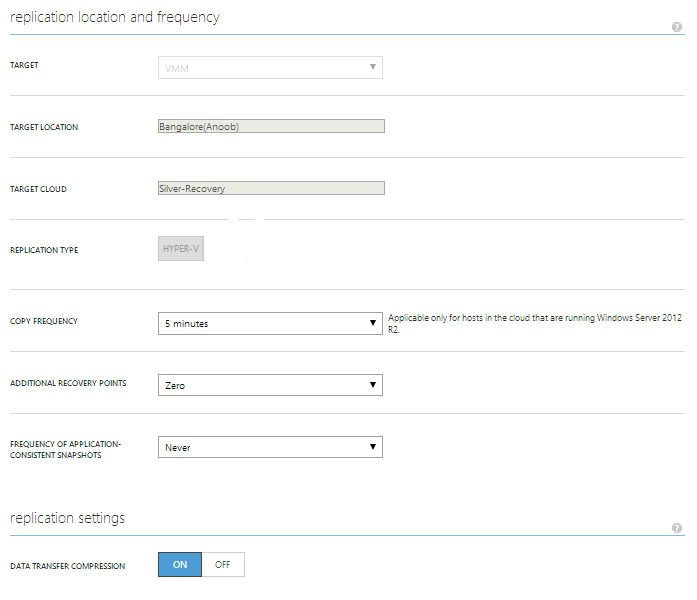 replication location and frequency
?
TARGET
VMM
TARGET LOCATION
Bangalore(Anoob)
TARGET CLOUD
Silver-Recovery
REPLICATION TYPE
HYPER-V
COPY FREQUENCY
5 minutes
Applicable only for hosts in the cloud that are running Windows Server 2012
R2.
ADDITIONAL RECOVERY POINTS
Zero
FREQUENCY OF APPLICATION-
CONSISTENT SNAPSHOTS
Never
replication settings
?
DATA TRANSFER COMPRESSION
ON
OFF